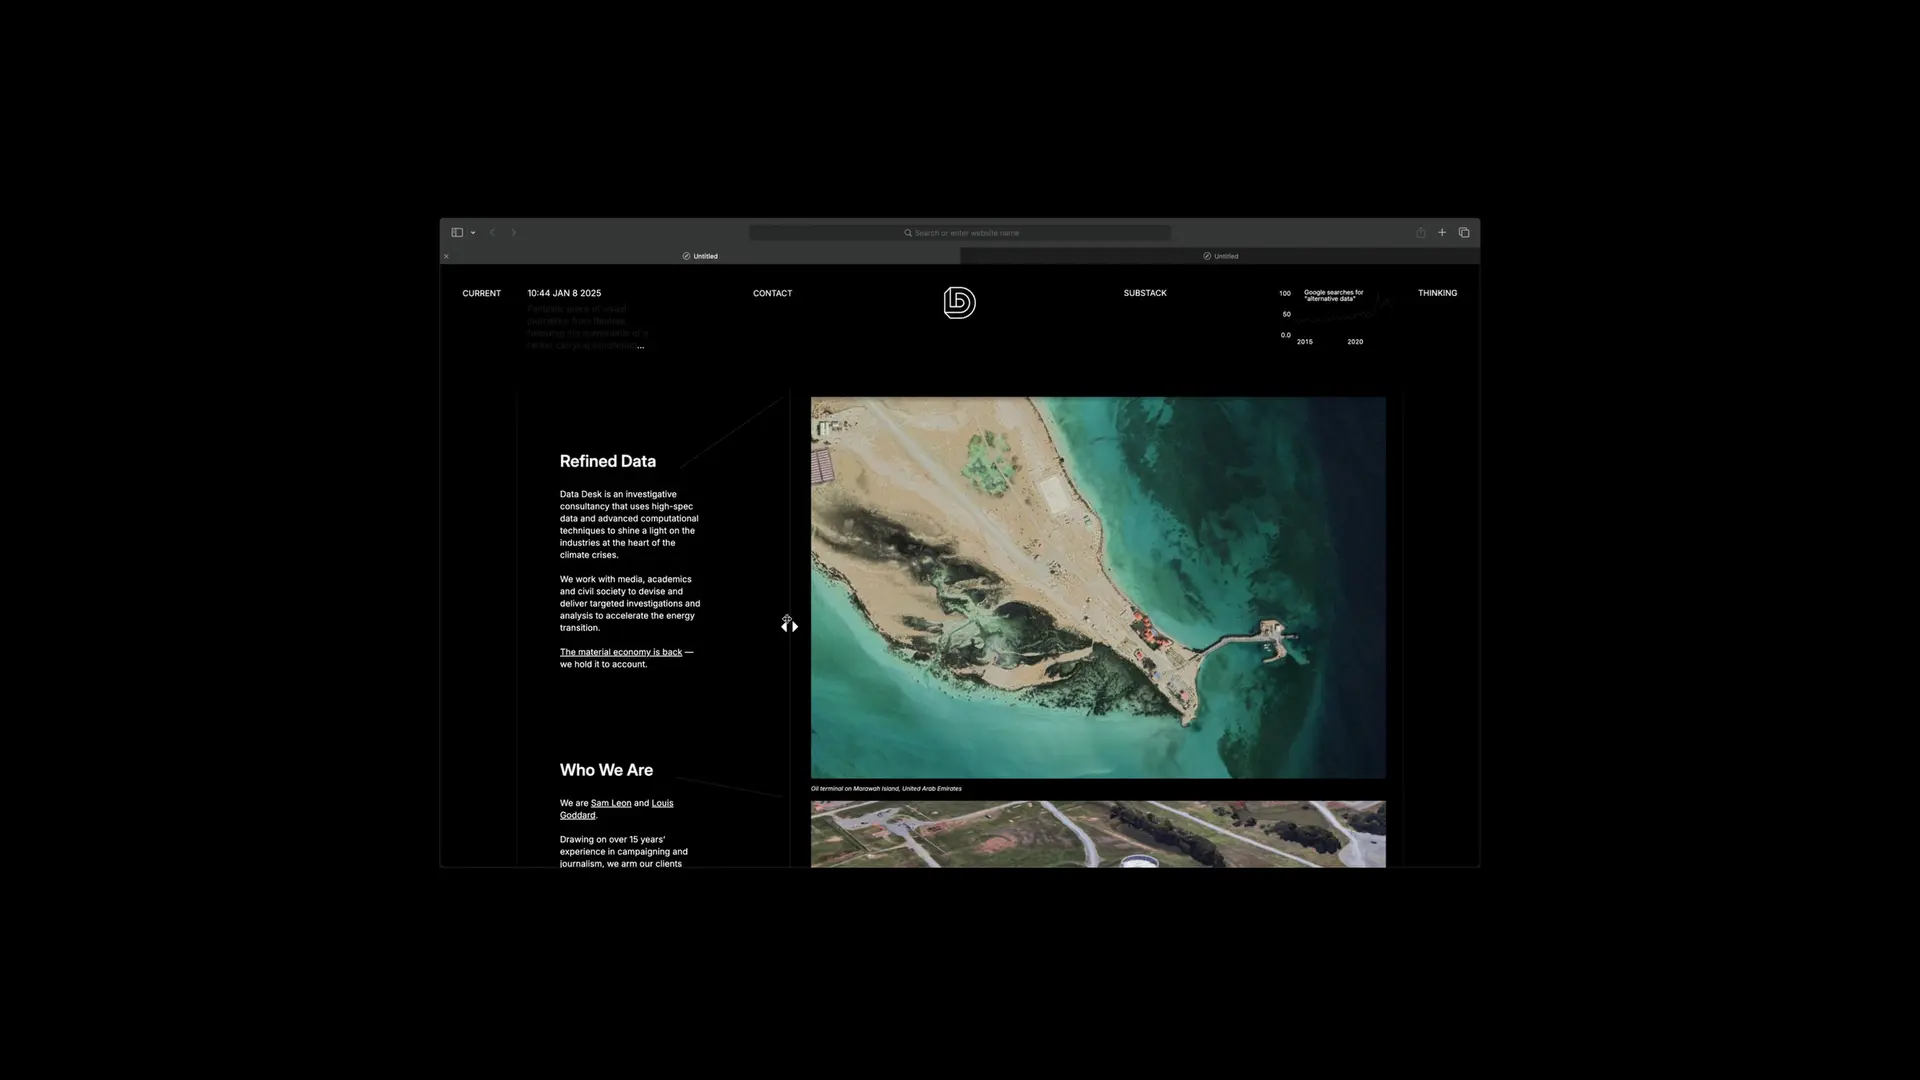 Search or enter website name
Untitled
Untitled
CURRENT
10:44 JAN 8 2025
CONTACT
SUBSTACK
100
50
0.0
Google searches for
"alternative data"
2015
2020
THINKING
...
Refined Data
Data Desk is an investigative
consultancy that uses high-spec
data and advanced computational
techniques to shine a light on the
industries at the heart of the
climate crises.
We work with media, academics
and civil society to devise and
deliver targeted investigations and
analysis to accelerate the energy
transition.
The material economy is back —
we hold it to account.
Oil terminal on Marawah Island, United Arab Emirates
Who We Are
We are Sam Leon and Louis
Goddard.
Drawing on over 15 years'
experience in campaigning and
journalism, we arm our clients